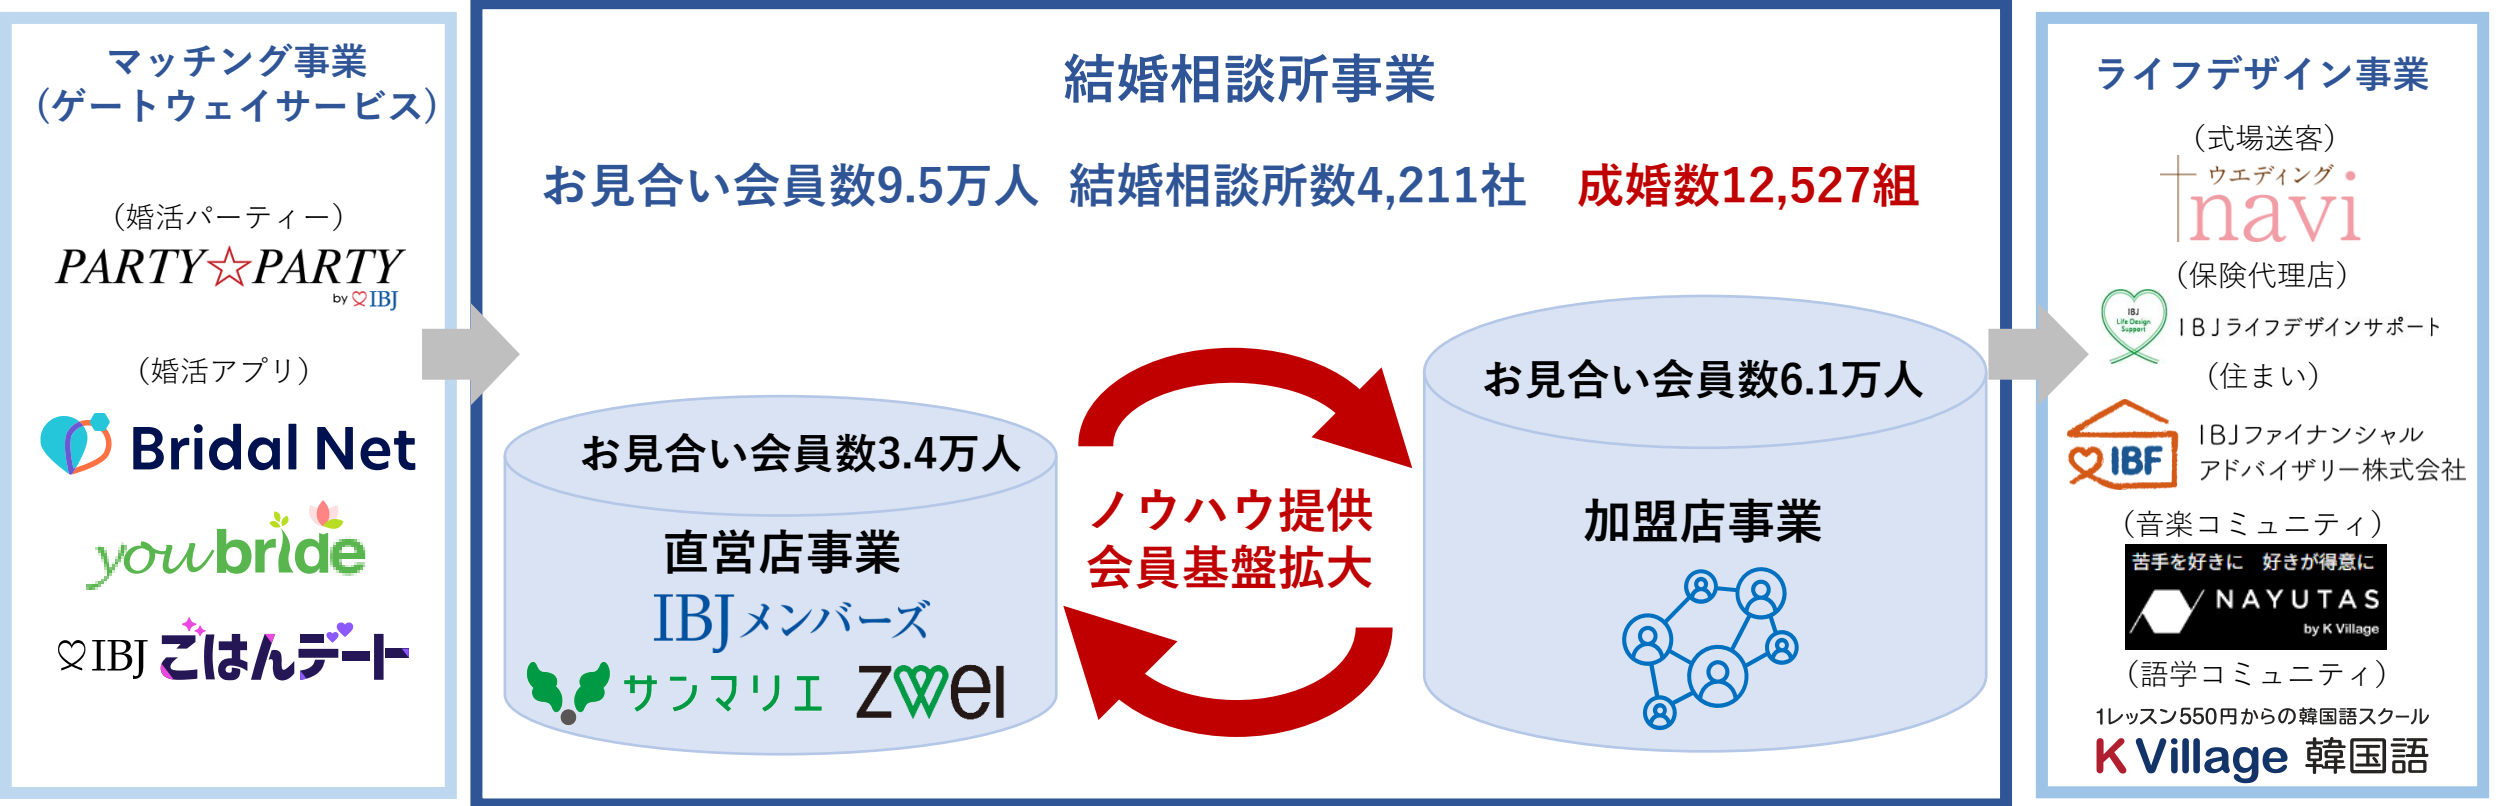 マッチング事業
（ゲートウェイサービス）
（婚活パーティー）
PARTY☆PARTY
by IBJ
（婚活アプリ）
Bridal Net
youbride
IBJ ごはんデート
結婚相談所事業
お見合い会員数9.5万人 結婚相談所数4,211社 成婚数12,527組
お見合い会員数3.4万人
直営店事業
IBJメンバーズ
サンマリエ zwei
ノウハウ提供
会員基盤拡大
お見合い会員数6.1万人
加盟店事業
ライフデザイン事業
（式場送客）
ウエディング
navi
（保険代理店）
IBJ
Life Design
Support
IBJライフデザインサポート
（住まい）
IBF
IBJファイナンシャル
アドバイザリー株式会社
（音楽コミュニティ）
苦手を好きに 好きが得意に
NAYUTAS
by K Village
（語学コミュニティ）
1レッスン550円からの韓国語スクール
K Village 韓国語